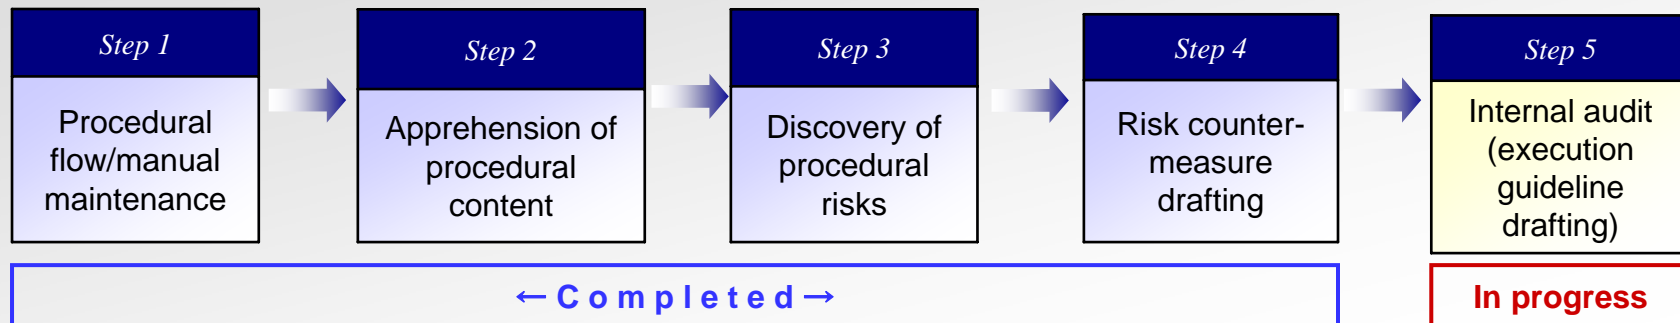 Step 1
Procedural
flow/manual
maintenance
Step 2
Apprehension of
procedural
content
Step 3
Discovery of
procedural
risks
Step 4
Risk counter-
measure
drafting
Step 5
Internal audit
(execution
guideline
drafting)
← C o m p l e t e d →
In progress